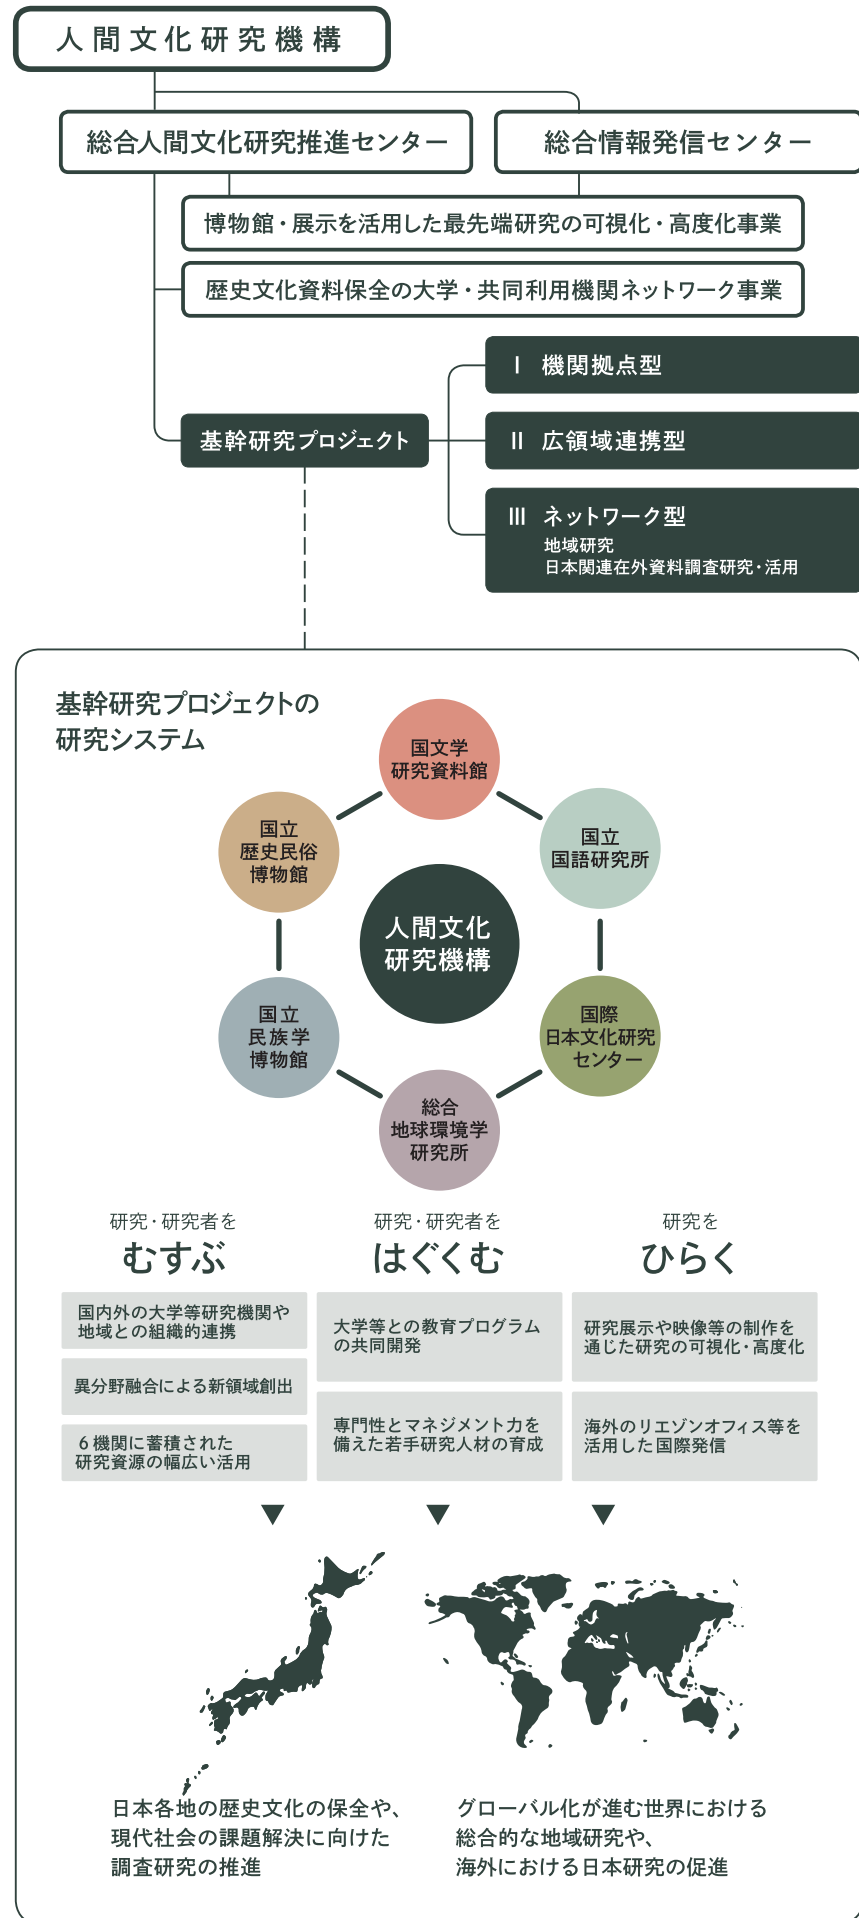 人間文化研究機構
総合人間文化研究推進センター
総合情報発信センター
博物館・展示を活用した最先端研究の可視化・高度化事業
歴史文化資料保全の大学・共同利用機関ネットワーク事業
基幹研究プロジェクト
Ⅰ 機関拠点型
Ⅱ 広領域連携型
Ⅲ ネットワーク型
地域研究
日本関連在外資料調査研究・活用
基幹研究プロジェクトの
研究システム
国文学
研究資料館
国立
歴史民俗
博物館
国立
国語研究所
人間文化
研究機構
国立
民族学
博物館
国際
日本文化研究
センター
総合
地球環境学
研究所
研究・研究者を
むすぶ
国内外の大学等研究機関や
地域との組織的連携
異分野融合による新領域創出
6機関に蓄積された
研究資源の幅広い活用
研究・研究者を
はぐくむ
大学等との教育プログラム
の共同開発
専門性とマネジメント力を
備えた若手研究人材の育成
研究を
ひらく
研究展示や映像等の制作を
通じた研究の可視化・高度化
海外のリエゾンオフィス等を
活用した国際発信
日本各地の歴史文化の保全や、
現代社会の課題解決に向けた
調査研究の推進
グローバル化が進む世界における
総合的な地域研究や、
海外における日本研究の促進